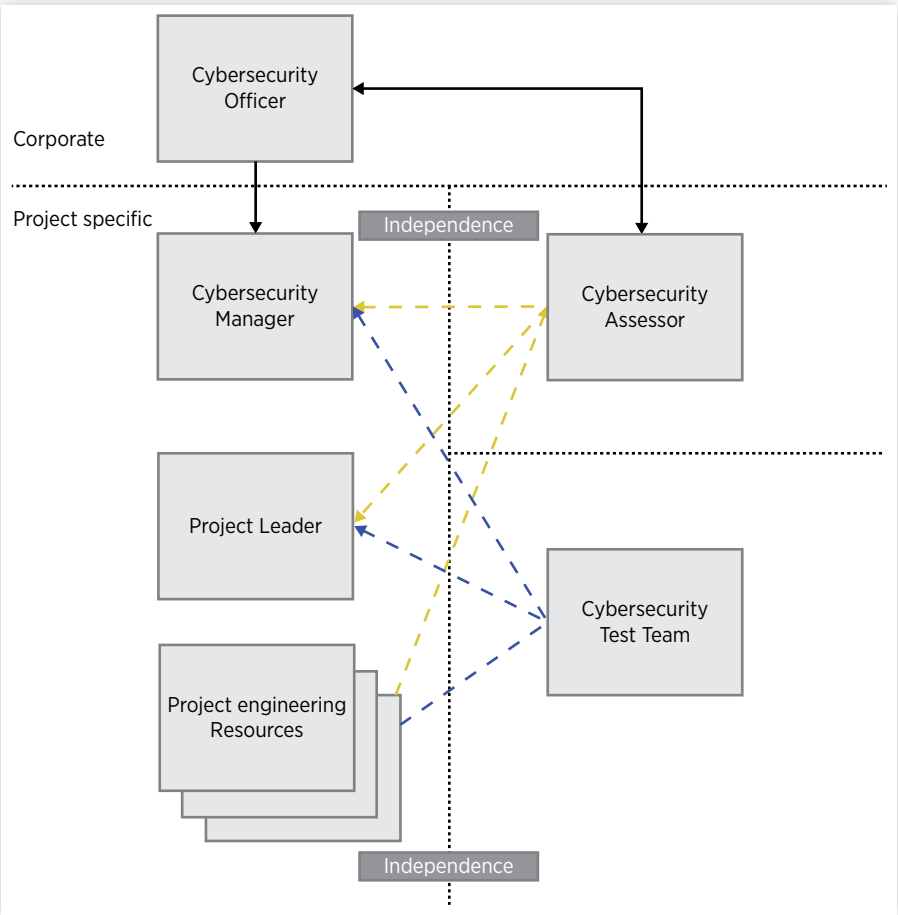 Cybersecurity
Officer
Corporate
Project specific
Independence
Cybersecurity
Manager
Cybersecurity
Assessor
Project Leader
Cybersecurity
Test Team
Project engineering
Resources
Independence